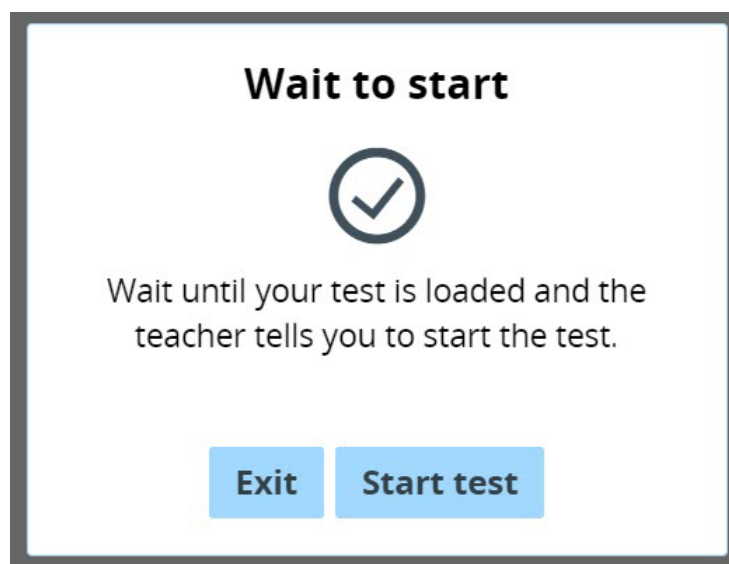 Wait to start
Wait until your test is loaded and the
teacher tells you to start the test.
Exit
Start test